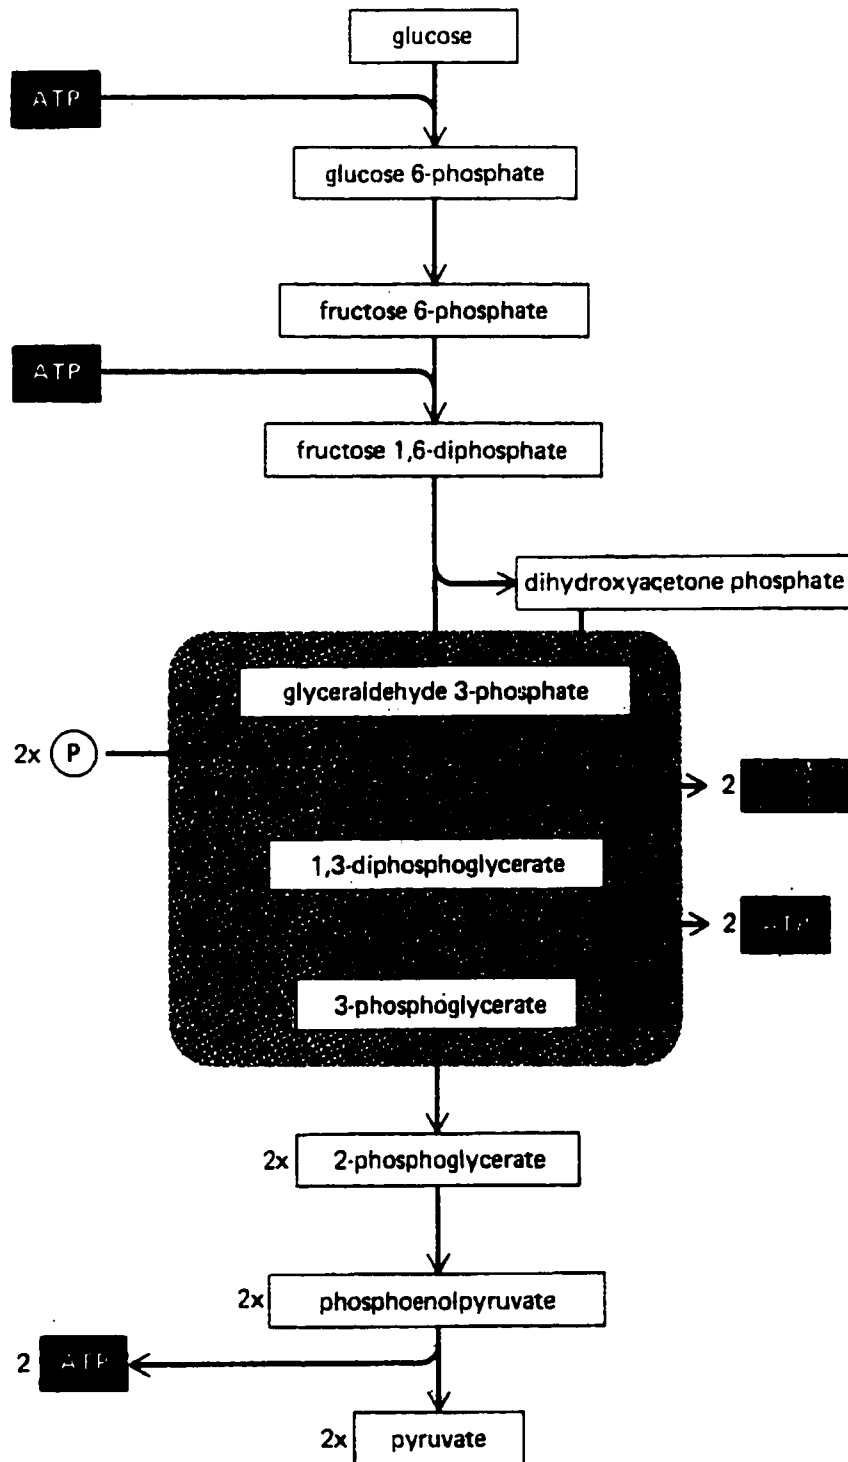 glucose
ATP
glucose 6-phosphate
fructose 6-phosphate
ATP
fructose 1,6-diphosphate
dihydroxyacetone phosphate
glyceraldehyde 3-phosphate
2x P
2
1,3-diphosphoglycerate
2 ATP
3-phosphoglycerate
2x 2-phosphoglycerate
2x phosphoenolpyruvate
2 ATP
2x pyruvate